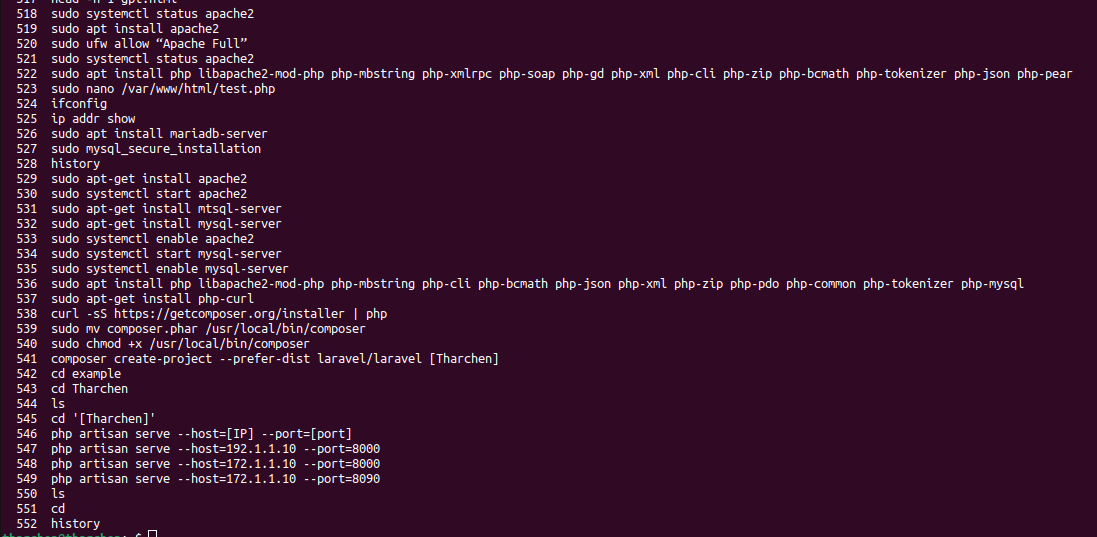 517 head -n 1 gpt.html
518 sudo systemctl status apache2
519 sudo apt install apache2
520 sudo ufw allow “Apache Full”
521 sudo systemctl status apache2
522 sudo apt install php libapache2-mod-php php-mbstring php-xmlrpc php-soap php-gd php-xml php-cli php-zip php-bcmath php-tokenizer php-json php-pear
523 sudo nano /var/www/html/test.php
524 ifconfig
525 ip addr show
526 sudo apt install mariadb-server
527 sudo mysql_secure_installation
528 history
529 sudo apt-get install apache2
530 sudo systemctl start apache2
531 sudo apt-get install mtsql-server
532 sudo apt-get install mysql-server
533 sudo systemctl enable apache2
534 sudo systemctl start mysql-server
535 sudo systemctl enable mysql-server
536 sudo apt install php libapache2-mod-php php-mbstring php-cli php-bcmath php-json php-xml php-zip php-pdo php-common php-tokenizer php-mysql
537 sudo apt-get install php-curl
538 curl -sS https://getcomposer.org/installer | php
539 sudo mv composer.phar /usr/local/bin/composer
540 sudo chmod +x /usr/local/bin/composer
541 composer create-project --prefer-dist laravel/laravel [Tharchen]
542 cd example
543 cd Tharchen
544 ls
545 cd '[Tharchen]'
546 php artisan serve --host=[IP] --port=[port]
547 php artisan serve --host=192.1.1.10 --port=8000
548 php artisan serve --host=172.1.1.10 --port=8000
549 php artisan serve --host=172.1.1.10 --port=8090
550 ls
551 cd
552 history